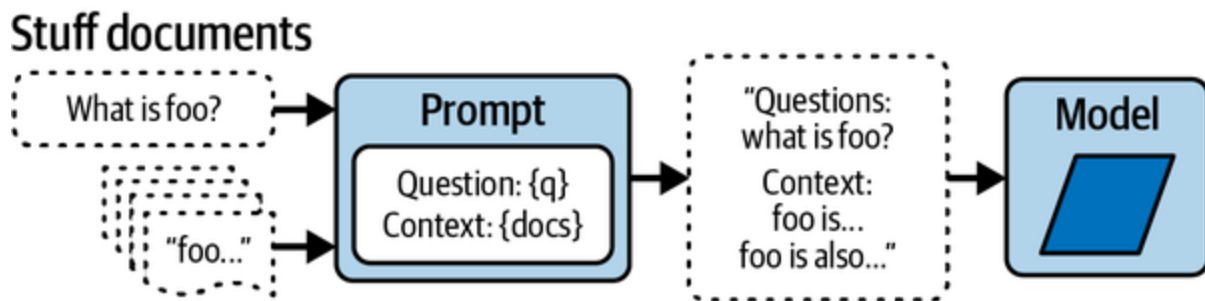 Stuff documents
What is foo?
"foo..."
Prompt
Question: {q}
Context: {docs}
“Questions:
what is foo?
Context:
foo is...
foo is also...”
Model